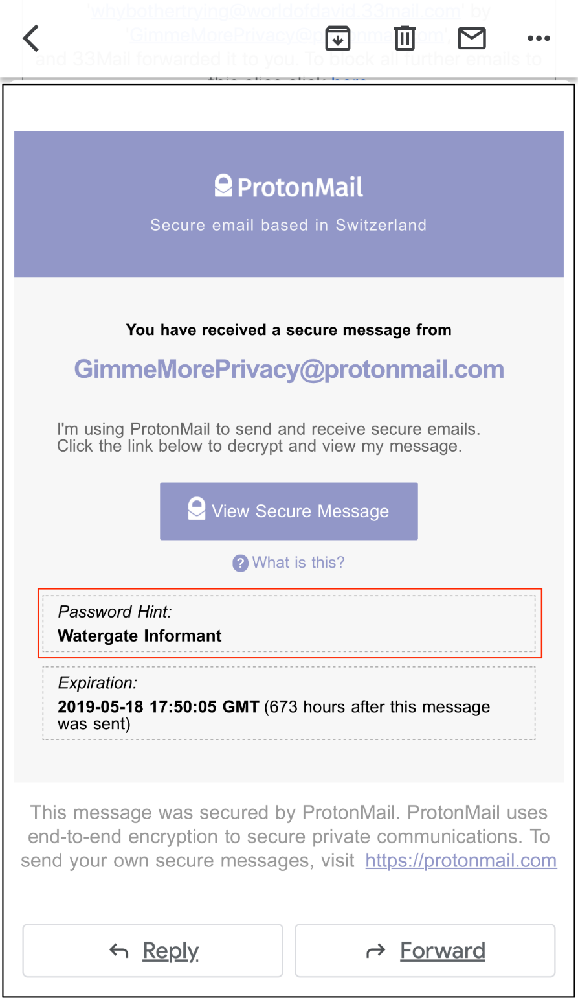 'whybothertrying@worldofdavid.33mail.com' by
'GimmeMorePrivacy@protonmail.com',
and 33Mail forwarded it to you. To block all further emails to
this alias click here
ProtonMail
Secure email based in Switzerland
You have received a secure message from
GimmeMorePrivacy@protonmail.com
I'm using ProtonMail to send and receive secure emails.
Click the link below to decrypt and view my message.
View Secure Message
? What is this?
Password Hint:
Watergate Informant
Expiration:
2019-05-18 17:50:05 GMT (673 hours after this message
was sent)
This message was secured by ProtonMail. ProtonMail uses
end-to-end encryption to secure private communications. To
send your own secure messages, visit https://protonmail.com
Reply
Forward